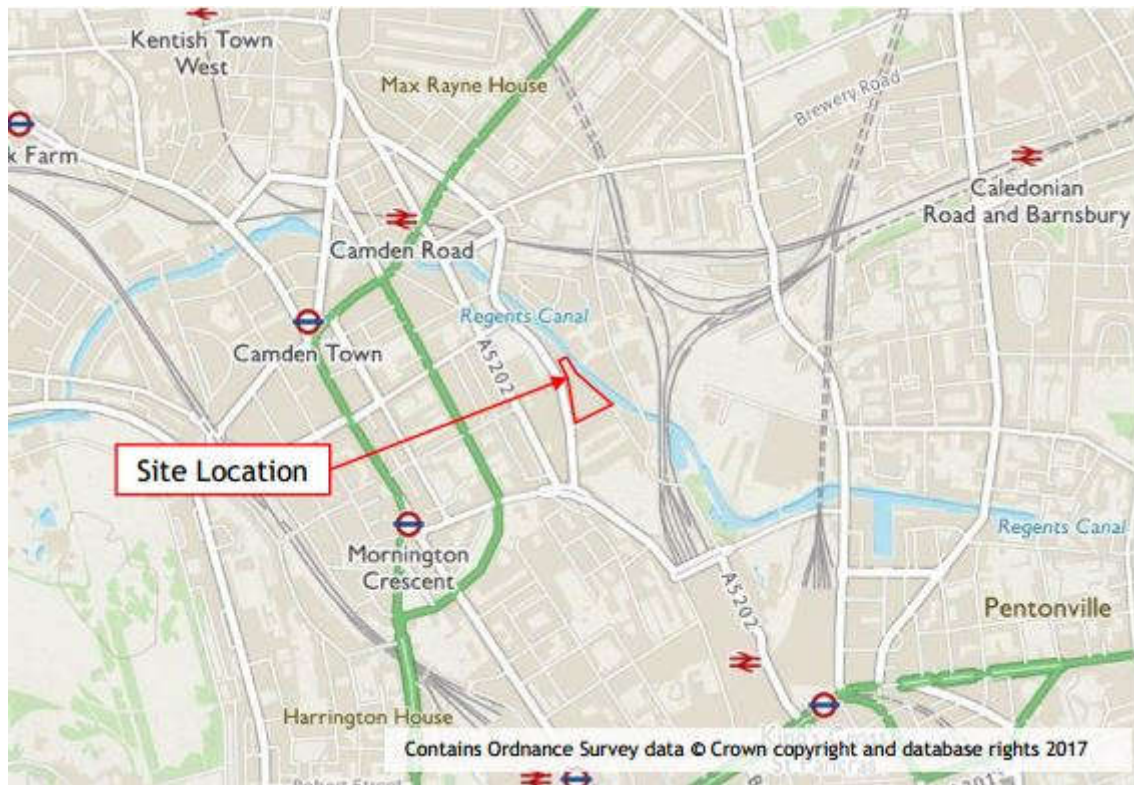 Kentish Town
West
Max Rayne House
Brewery Road
k Farm
Caledonian
Road and Barnsbury
Camden Road
Regents Canal
Camden Town
A5202
Site Location
Regents Canal
Mornington
Crescent
A5202
Pentonville
Harrington House
Contains Ordnance Survey data © Crown copyright and database rights 2017